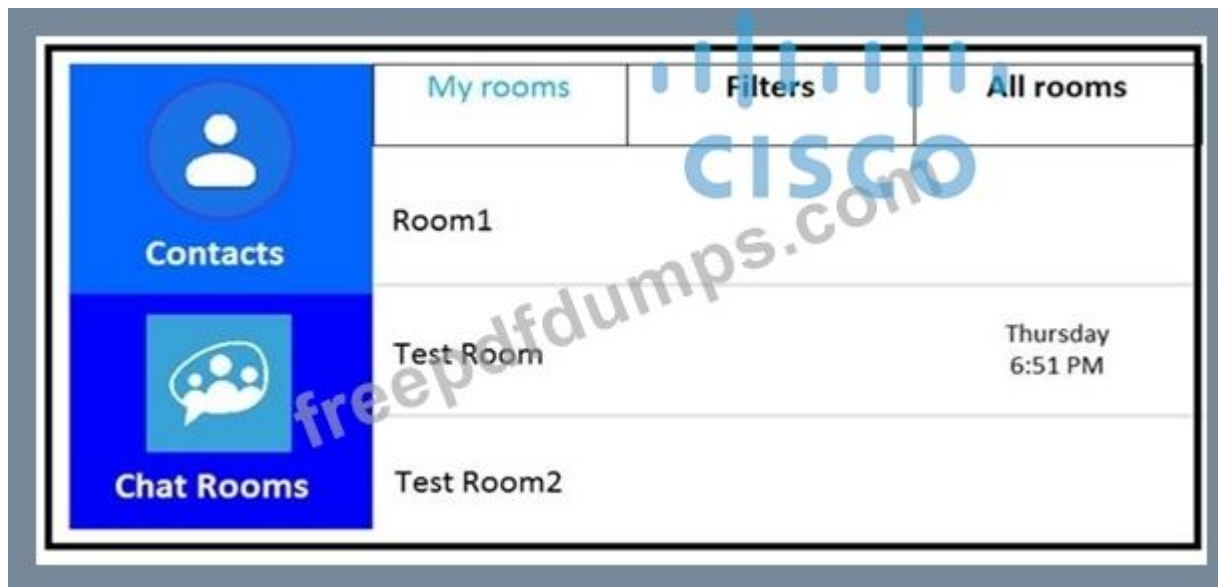 My rooms
Filters
All rooms
CISCO
Contacts
Room1
freepdfdumps.com
Test Room
Thursday
6:51 PM
Chat Rooms
Test Room2